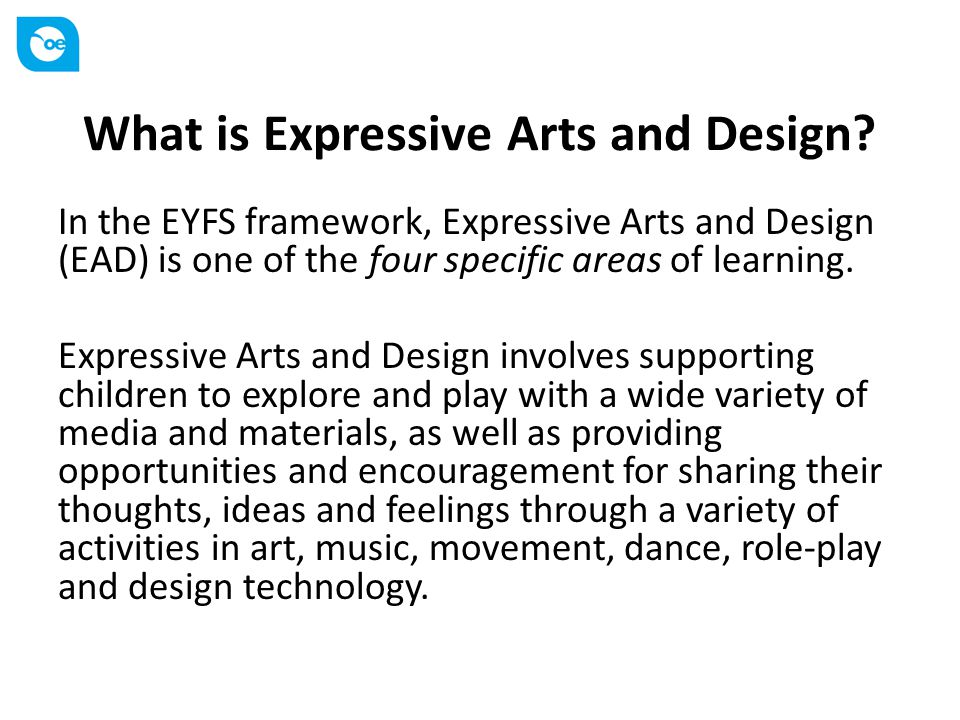 oe
What is Expressive Arts and Design?
In the EYFS framework, Expressive Arts and Design
(EAD) is one of the four specific areas of learning.
Expressive Arts and Design involves supporting
children to explore and play with a wide variety of
media and materials, as well as providing
opportunities and encouragement for sharing their
thoughts, ideas and feelings through a variety of
activities in art, music, movement, dance, role-play
and design technology.